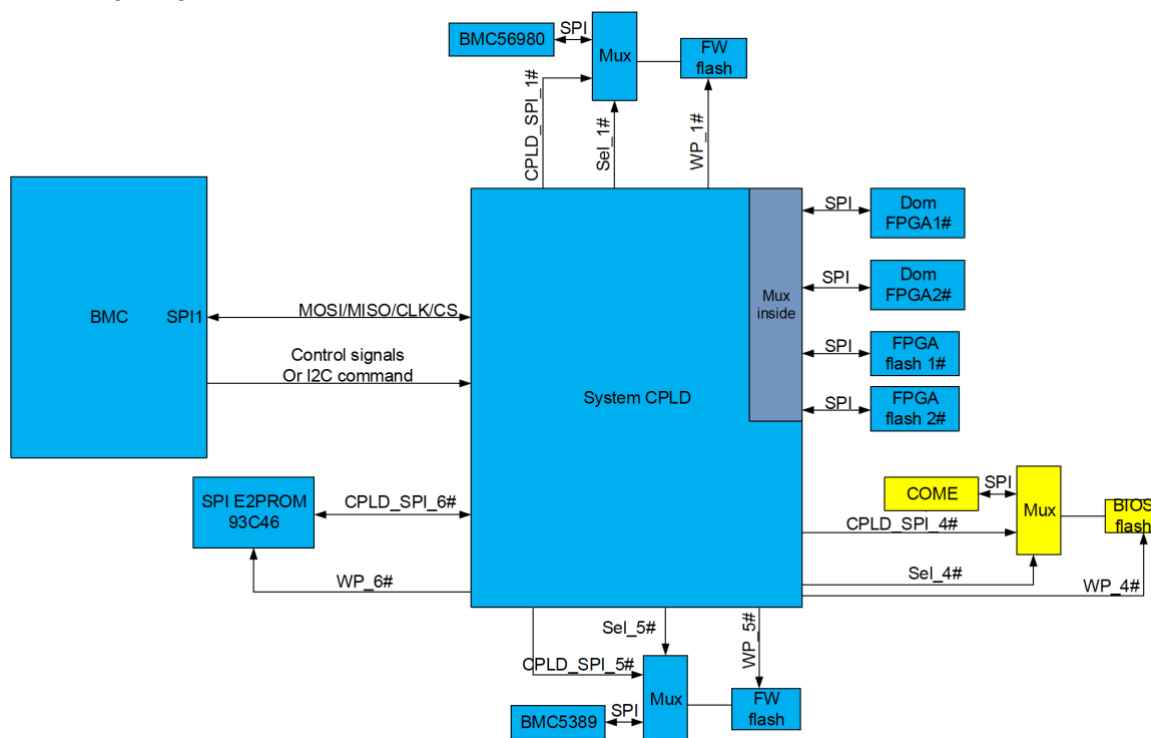 BMC56980
SPI
Mux
FW
flash
CPLD_SPI_1#
Sel_1#
WP_1#
BMC
SPI1
MOSI/MISO/CLK/CS
Control signals
Or I2C command
System CPLD
Mux
inside
SPI
Dom
FPGA1#
SPI
Dom
FPGA2#
SPI
FPGA
flash 1#
SPI
FPGA
flash 2#
SPI E2PROM
93C46
CPLD_SPI_6#
WP_6#
COME
SPI
Mux
BIOS
flash
CPLD_SPI_4#
Sel_4#
WP_4#
Sel_5#
WP_5#
CPLD_SPI_5#
Mux
FW
flash
BMC5389
SPI